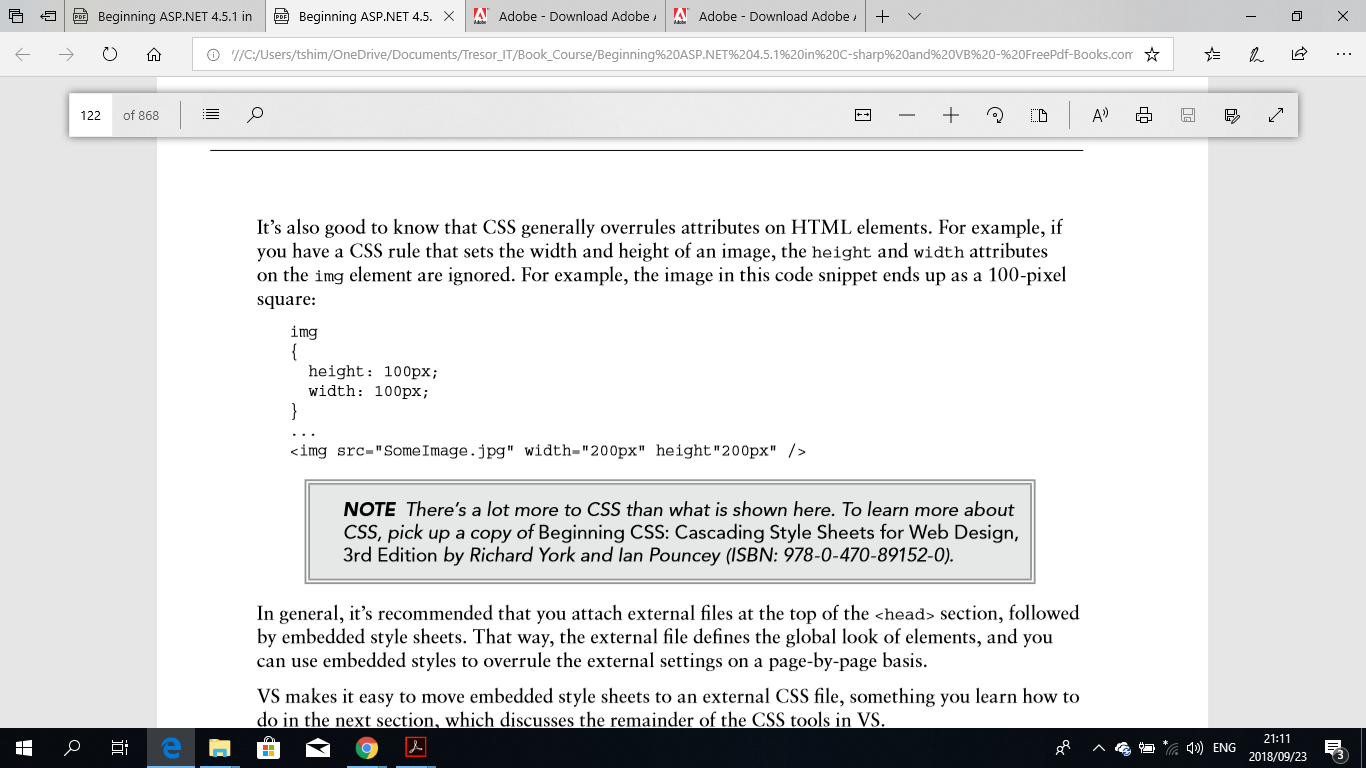 Beginning ASP.NET 4.5.1 in
Beginning ASP.NET 4.5.
Adobe - Download Adobe
Adobe - Download Adobe
///C:/Users/tshim/OneDrive/Documents/Tresor_IT/Book_Course/Beginning%20ASP.NET%204.5.1%20in%20C-sharp%20and%20VB%20-%20FreePdf-Books.com
122 of 868
It's also good to know that CSS generally overrules attributes on HTML elements. For example, if
you have a CSS rule that sets the width and height of an image, the height and width attributes
on the img element are ignored. For example, the image in this code snippet ends up as a 100-pixel
square:
img
{
height: 100px;
width: 100px;
}
...
<img src="SomeImage.jpg" width="200px" height"200px" />
NOTE There's a lot more to CSS than what is shown here. To learn more about
CSS, pick up a copy of Beginning CSS: Cascading Style Sheets for Web Design,
3rd Edition by Richard York and Ian Pouncey (ISBN: 978-0-470-89152-0).
In general, it's recommended that you attach external files at the top of the <head> section, followed
by embedded style sheets. That way, the external file defines the global look of elements, and you
can use embedded styles to overrule the external settings on a page-by-page basis.
VS makes it easy to move embedded style sheets to an external CSS file, something you learn how to
do in the next section, which discusses the remainder of the CSS tools in VS.
ENG
21:11
2018/09/23
3